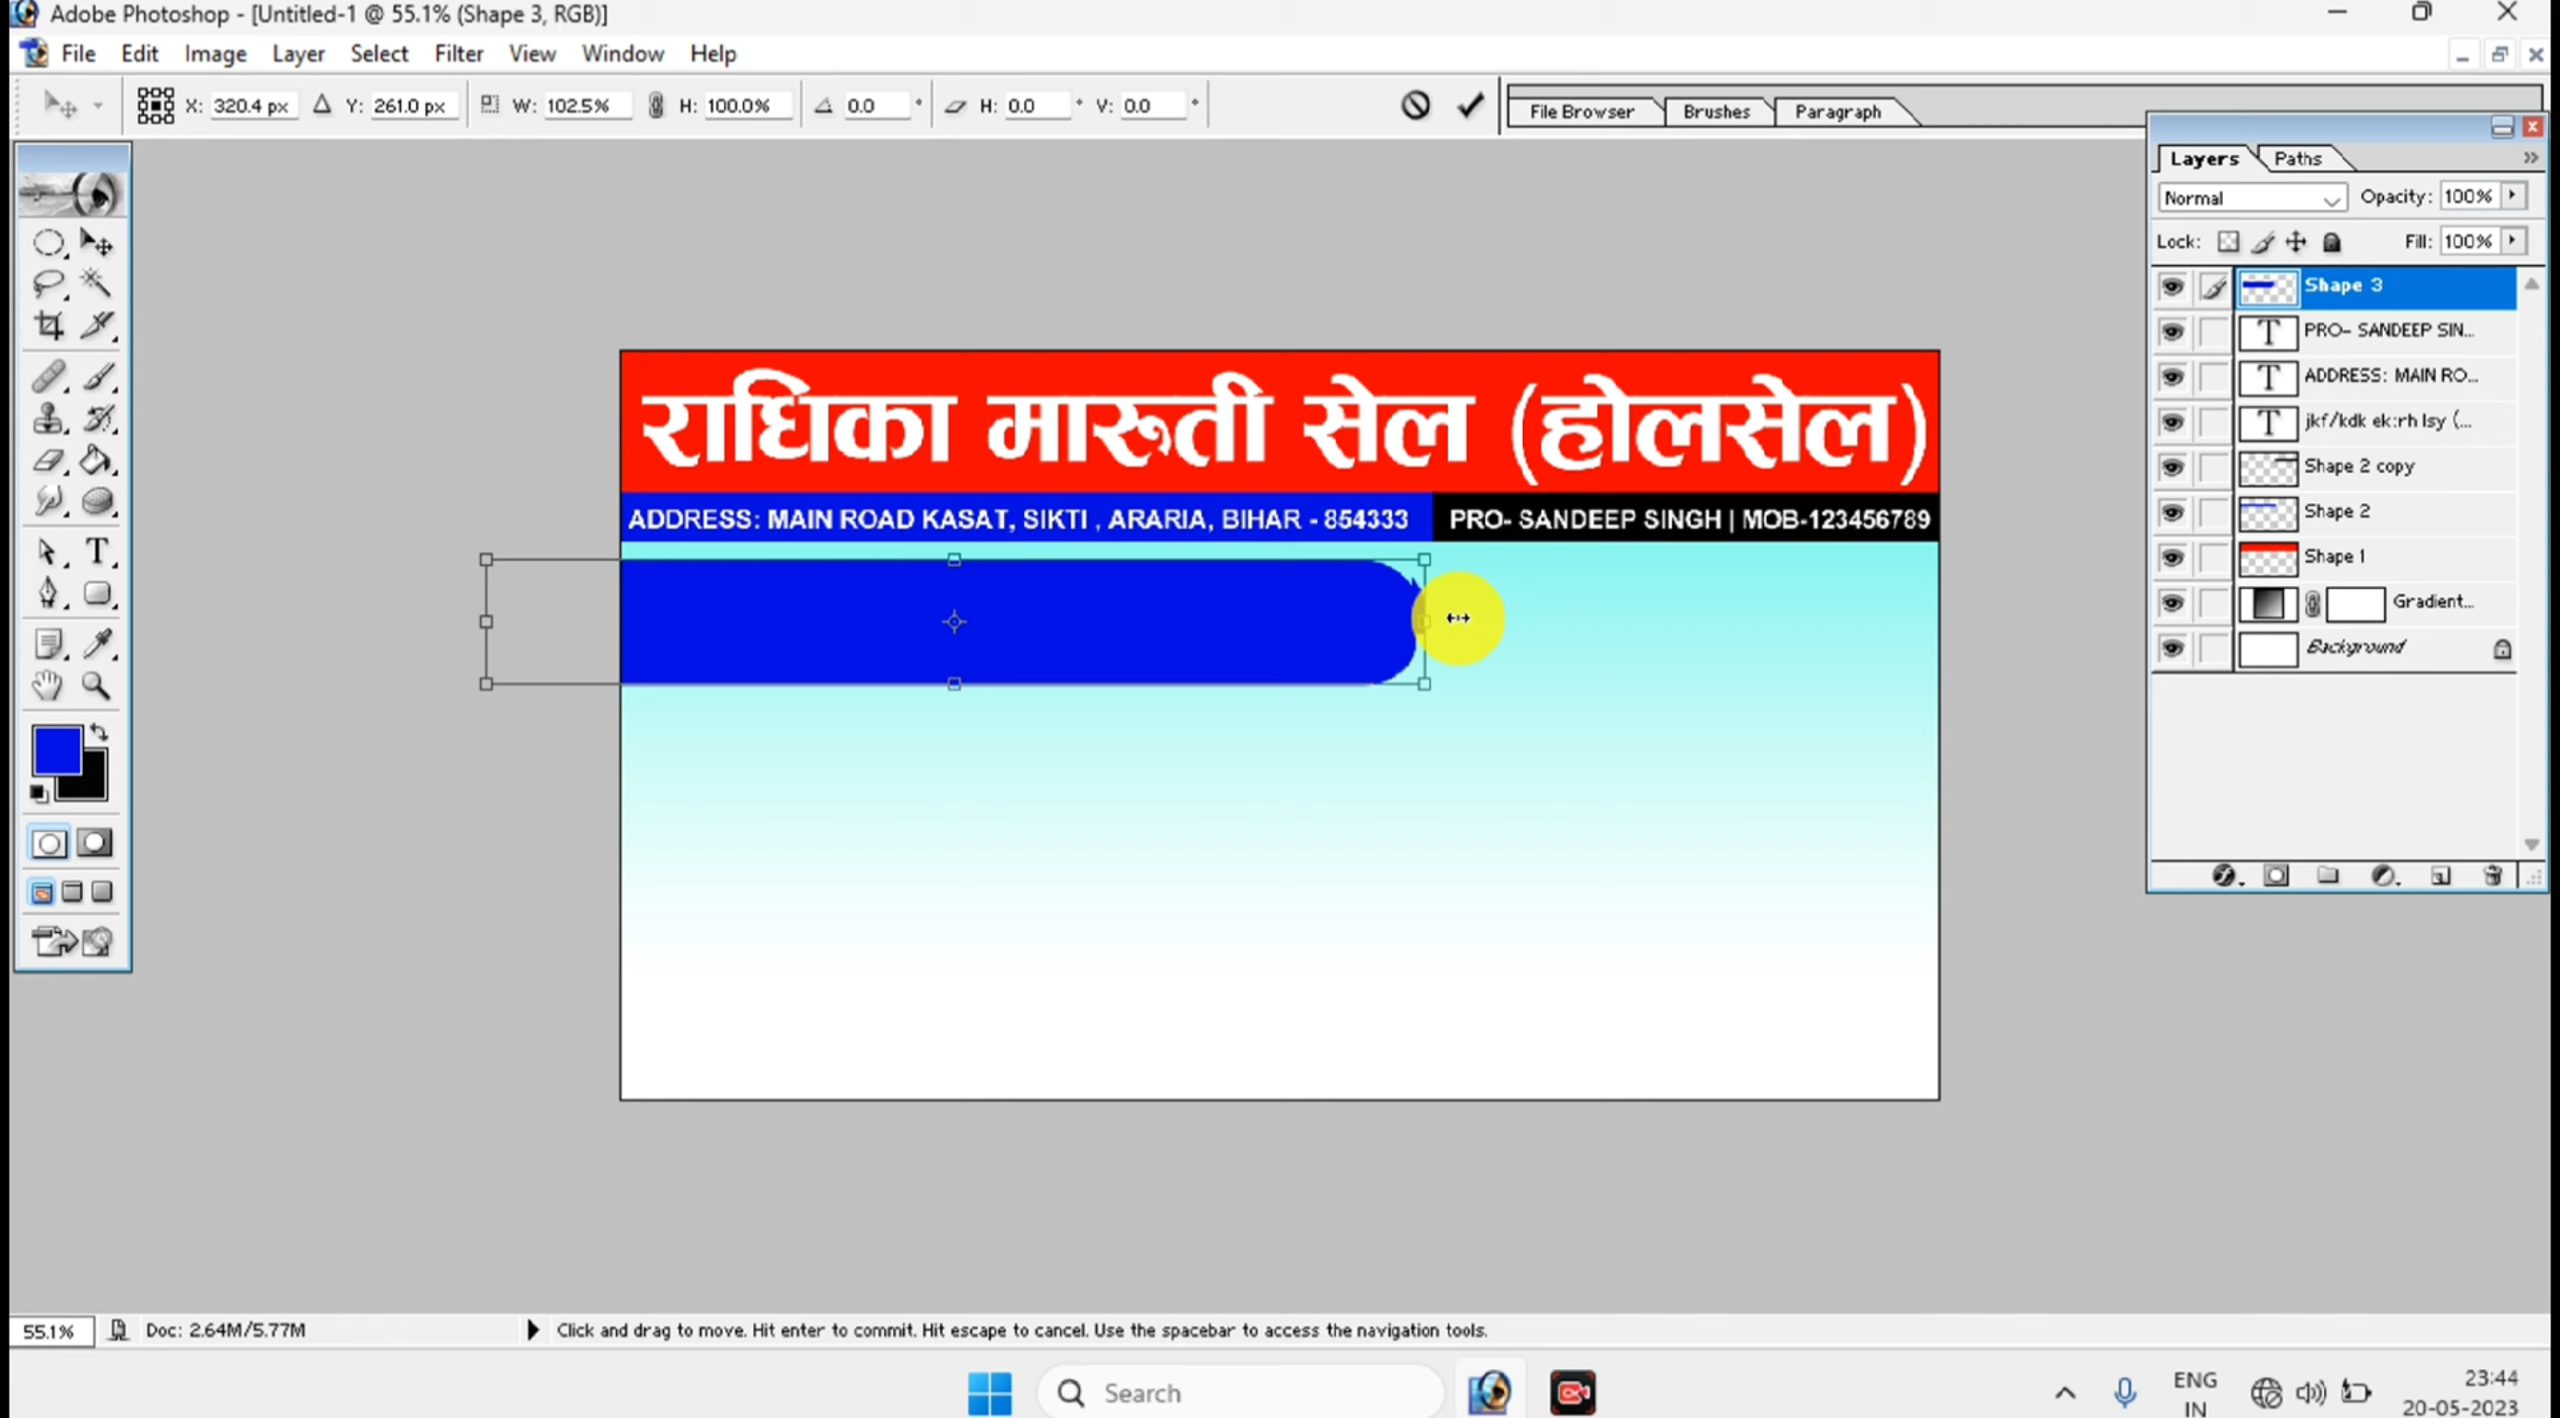 Adobe Photoshop - [Untitled-1 @ 55.1% (Shape 3, RGB)]
File Edit Image Layer Select Filter View Window Help
X: 320.4 px Y: 261.0 px W: 102.5% H: 100.0% 0.0 ° H: 0.0 ° V: 0.0 °
File Browser Brushes Paragraph
Layers Paths
Normal Opacity: 100%
Lock: Fill: 100%
Shape 3
PRO- SANDEEP SIN...
ADDRESS: MAIN RO...
jkf/kdk ek:rh lsy (...
Shape 2 copy
Shape 2
Shape 1
Gradient...
Background
राधिका मारुती सेल (होलसेल)
ADDRESS: MAIN ROAD KASAT, SIKTI , ARARIA, BIHAR - 854333 PRO- SANDEEP SINGH | MOB-123456789
55.1% Doc: 2.64M/5.77M Click and drag to move. Hit enter to commit. Hit escape to cancel. Use the spacebar to access the navigation tools.
Search
ENG
IN
23:44
20-05-2023